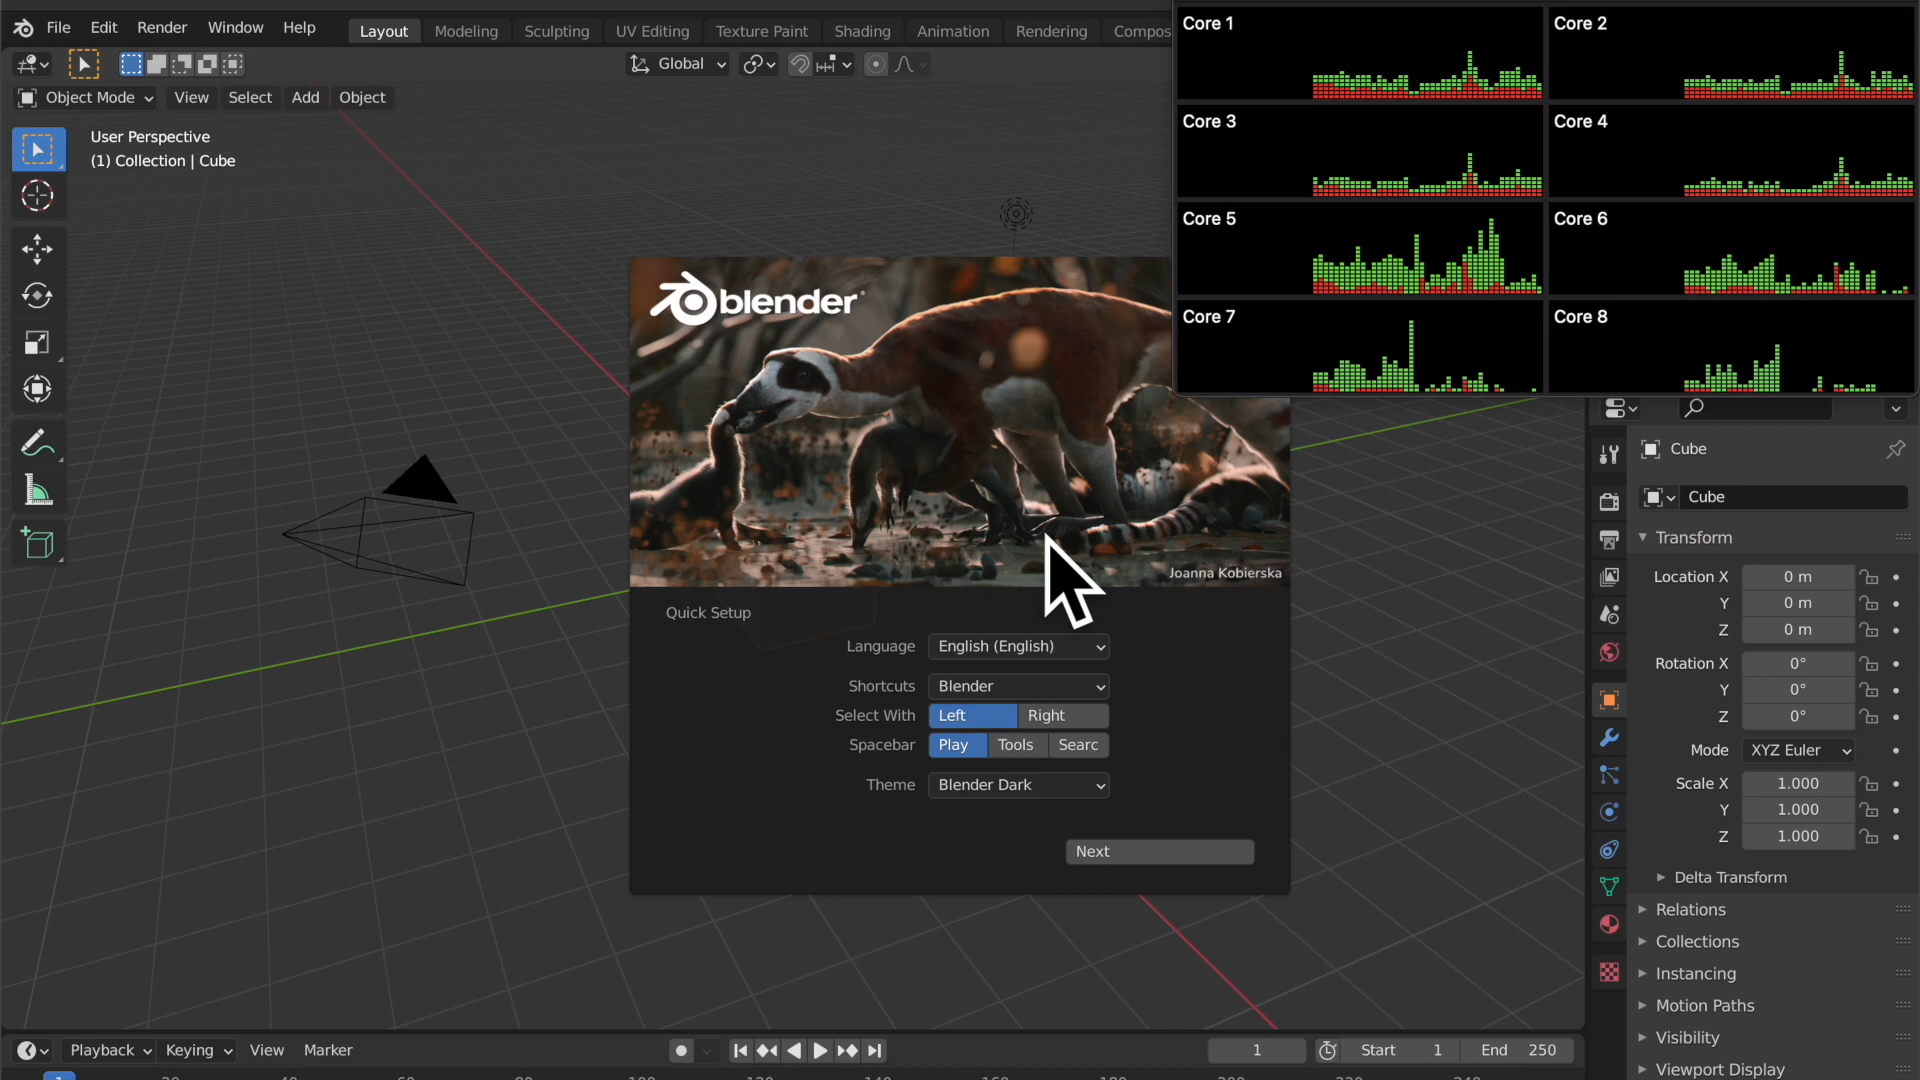 File Edit Render Window Help Layout Modeling Sculpting UV Editing Texture Paint Shading Animation Rendering Compos
Global
Object Mode View Select Add Object
User Perspective
(1) Collection | Cube
Core 1
Core 2
Core 3
Core 4
Core 5
Core 6
Core 7
Core 8
blender
Joanna Kobierska
Quick Setup
Language English (English)
Shortcuts Blender
Select With Left Right
Spacebar Play Tools Searc
Theme Blender Dark
Next
Cube
Cube
Transform
Location X 0 m
Y 0 m
Z 0 m
Rotation X 0°
Y 0°
Z 0°
Mode XYZ Euler
Scale X 1.000
Y 1.000
Z 1.000
Delta Transform
Relations
Collections
Instancing
Motion Paths
Visibility
Viewport Display
Playback Keying View Marker
1 Start 1 End 250